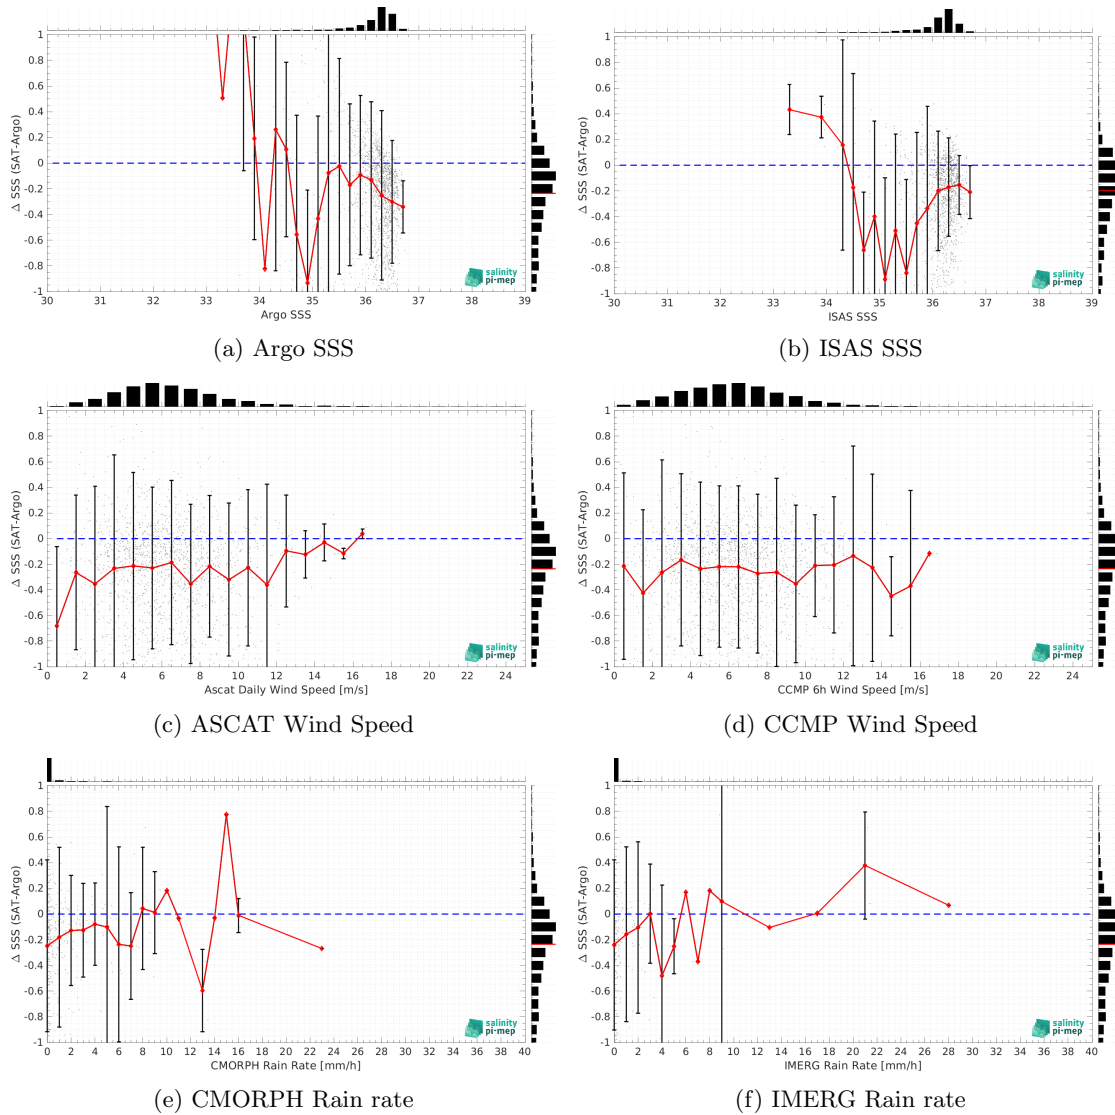 1
0.8
0.6
0.4
0.2
0
-0.2
-0.4
-0.6
-0.8
-1
Δ SSS (SAT-Argo)
30 31 32 33 34 35 36 37 38 39
Argo SSS
salinity
pi-mep
(a) Argo SSS
1
0.8
0.6
0.4
0.2
0
-0.2
-0.4
-0.6
-0.8
-1
Δ SSS (SAT-Argo)
30 31 32 33 34 35 36 37 38 39
ISAS SSS
salinity
pi-mep
(b) ISAS SSS
1
0.8
0.6
0.4
0.2
0
-0.2
-0.4
-0.6
-0.8
-1
Δ SSS (SAT-Argo)
0 2 4 6 8 10 12 14 16 18 20 22 24
Ascat Daily Wind Speed [m/s]
salinity
pi-mep
(c) ASCAT Wind Speed
1
0.8
0.6
0.4
0.2
0
-0.2
-0.4
-0.6
-0.8
-1
Δ SSS (SAT-Argo)
0 2 4 6 8 10 12 14 16 18 20 22 24
CCMP 6h Wind Speed [m/s]
salinity
pi-mep
(d) CCMP Wind Speed
1
0.8
0.6
0.4
0.2
0
-0.2
-0.4
-0.6
-0.8
-1
Δ SSS (SAT-Argo)
0 2 4 6 8 10 12 14 16 18 20 22 24 26 28 30 32 34 36 38 40
CMORPH Rain Rate [mm/h]
salinity
pi-mep
(e) CMORPH Rain rate
1
0.8
0.6
0.4
0.2
0
-0.2
-0.4
-0.6
-0.8
-1
Δ SSS (SAT-Argo)
0 2 4 6 8 10 12 14 16 18 20 22 24 26 28 30 32 34 36 38 40
IMERG Rain Rate [mm/h]
salinity
pi-mep
(f) IMERG Rain rate